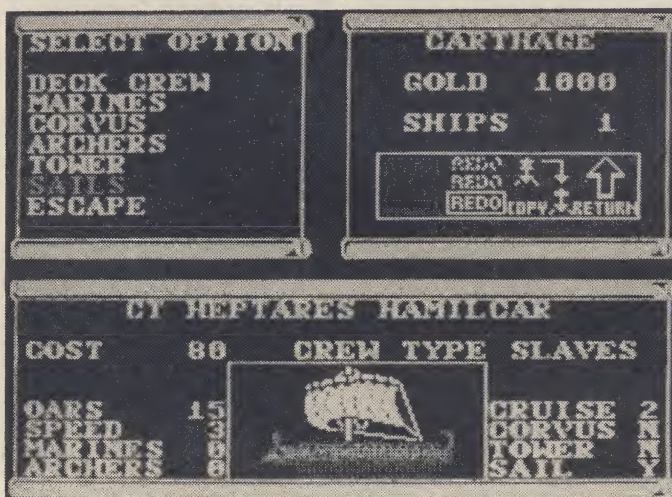 SELECT OPTION
DECK CREW
MARINES
CORVUS
ARCHERS
TOWER
SAILS
ESCAPE
CARTHAGE
GOLD 1000
SHIPS 1
REDO
REDO
REDO COPY RETURN
CT HEPTARES HAMILCAR
COST 80 CREW TYPE SLAVES
OARS 15 CRUISE 2
SPEED 3 CORVUS N
MARINES 0 TOWER N
ARCHERS 0 SAIL Y